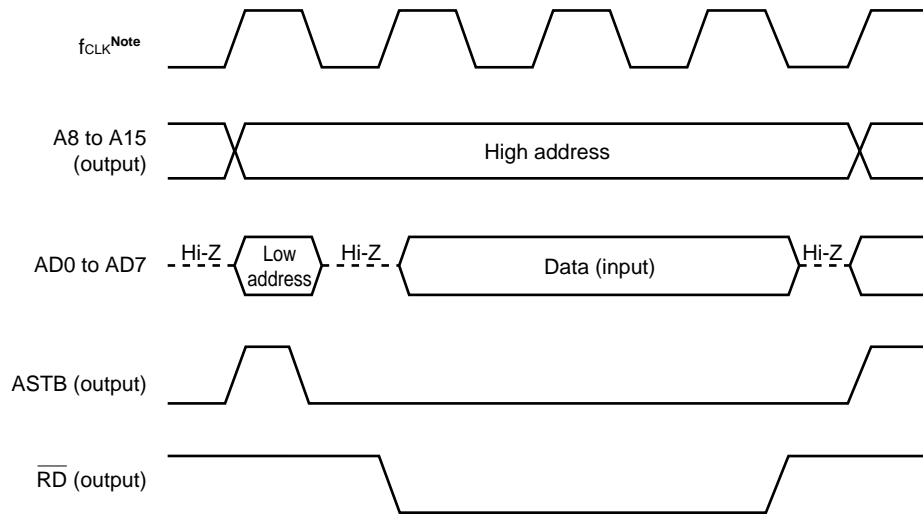 fCLKNote
A8 to A15
(output)
High address
Hi-Z
Low
address
Hi-Z
Data (input)
Hi-Z
AD0 to AD7
ASTB (output)
RD (output)